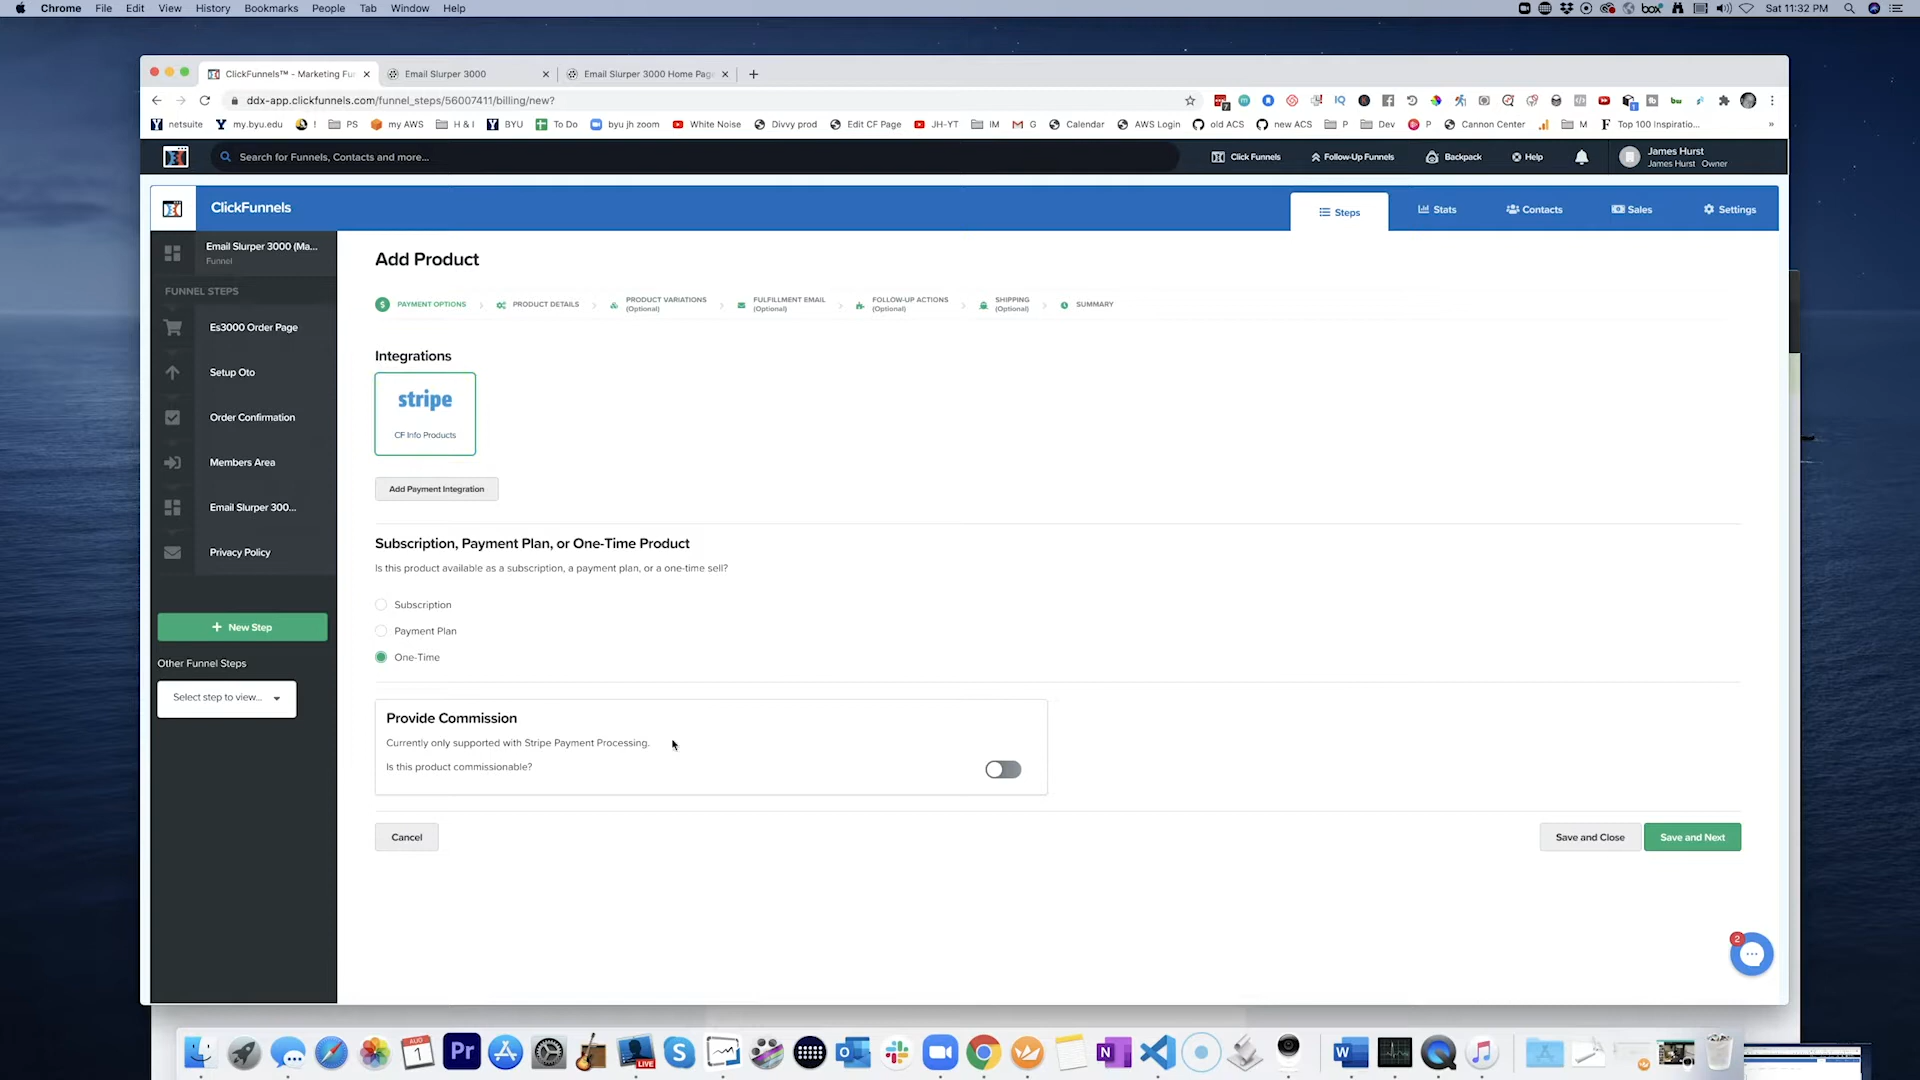 Chrome File Edit View History Bookmarks People Tab Window Help
box Sat 11:32 PM
ClickFunnels™ - Marketing Fu
Email Slurper 3000
Email Slurper 3000 Home Pag
ddx-app.clickfunnels.com/funnel_steps/56007411/billing/new?
netsuite my.byu.edu ! PS my AWS H & I BYU To Do byu jh zoom White Noise Divvy prod Edit CF Page JH-YT IM G Calendar AWS Login old ACS new ACS P Dev P Cannon Center M Top 100 Inspiratio... »
Search for Funnels, Contacts and more...
Click Funnels
Follow-Up Funnels
Backpack
Help
James Hurst
James Hurst Owner
ClickFunnels
Steps
Stats
Contacts
Sales
Settings
Email Slurper 3000 (Ma...
Funnel
FUNNEL STEPS
Es3000 Order Page
Setup Oto
Order Confirmation
Members Area
Email Slurper 300...
Privacy Policy
+ New Step
Other Funnel Steps
Select step to view...
Add Product
PAYMENT OPTIONS
PRODUCT DETAILS
PRODUCT VARIATIONS
(Optional)
FULFILLMENT EMAIL
(Optional)
FOLLOW-UP ACTIONS
(Optional)
SHIPPING
(Optional)
SUMMARY
Integrations
stripe
CF Info Products
Add Payment Integration
Subscription, Payment Plan, or One-Time Product
Is this product available as a subscription, a payment plan, or a one-time sell?
Subscription
Payment Plan
One-Time
Provide Commission
Currently only supported with Stripe Payment Processing.
Is this product commissionable?
Cancel
Save and Close
Save and Next
2
AUG
1
Pr
LIVE